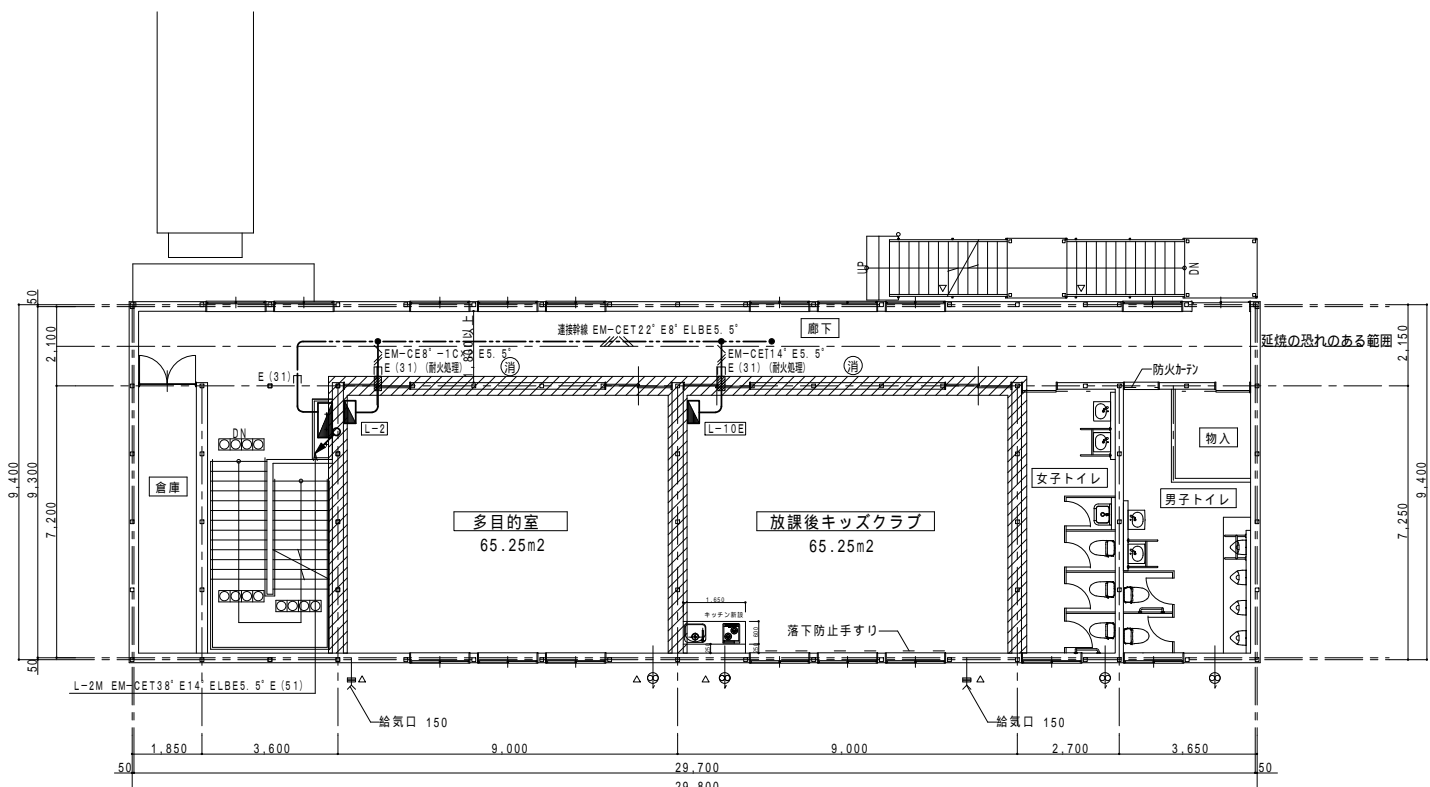 UP
DN
50
2,100
9,400
9,300
7,200
50
1,820以上
連接幹線 EM-CET22° E8° ELBE5.5°
廊下
延焼の恐れのある範囲
2,150
9,400
7,250
EM-CE8°-1C×
E5.5°
E(31)(耐火処理)
消
EM-CET14° E5.5°
E(31)(耐火処理)
消
E(31)
防火カーテン
L-2
L-10E
物入
DN
倉庫
女子トイレ
男子トイレ
多目的室
65.25m2
放課後キッズクラブ
65.25m2
1,650
キッチン新設
600
落下防止手すり
L-2M EM-CET38° E14° ELBE5.5° E(51)
給気口 150
給気口 150
1,850
3,600
9,000
9,000
2,700
3,650
50
29,700
50
29,800